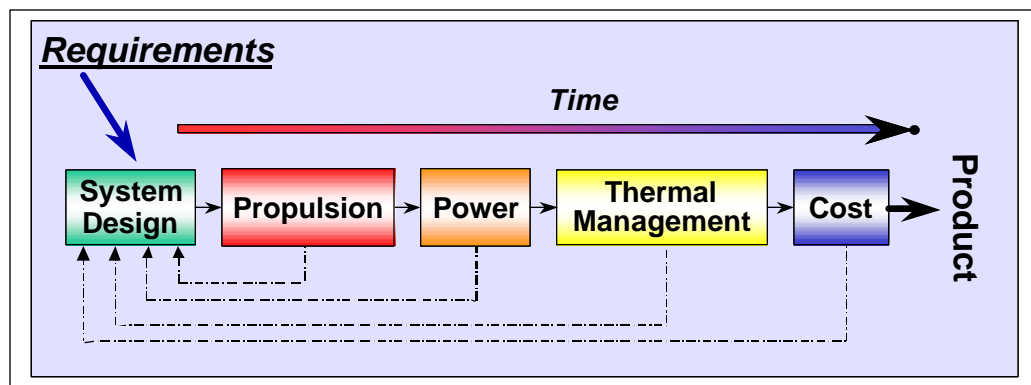 Requirements
Time
System
Design
Propulsion
Power
Thermal
Management
Cost
Product